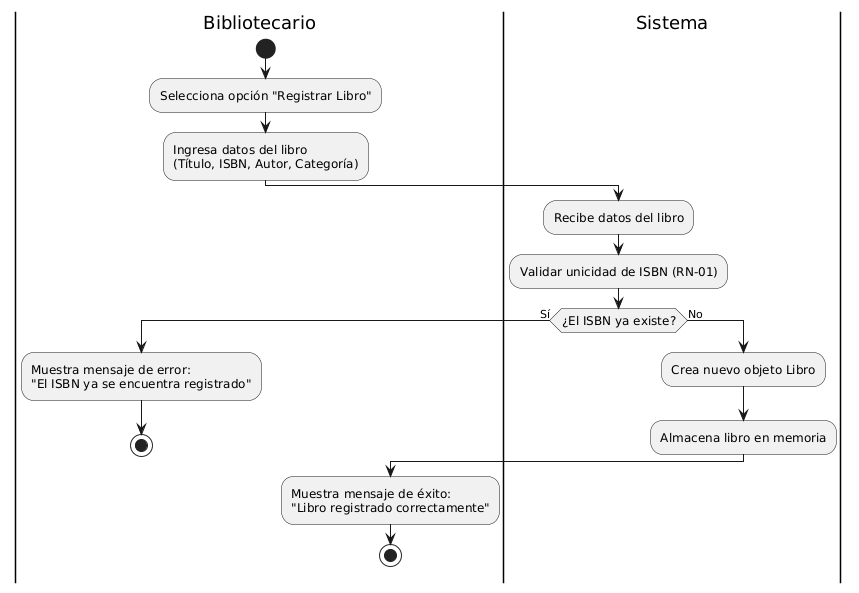 Bibliotecario
Sistema
Selecciona opción "Registrar Libro"
Ingresa datos del libro
(Título, ISBN, Autor, Categoría)
Recibe datos del libro
Validar unicidad de ISBN (RN-01)
Sí
¿El ISBN ya existe?
No
Muestra mensaje de error:
"El ISBN ya se encuentra registrado"
Crea nuevo objeto Libro
Almacena libro en memoria
Muestra mensaje de éxito:
"Libro registrado correctamente"